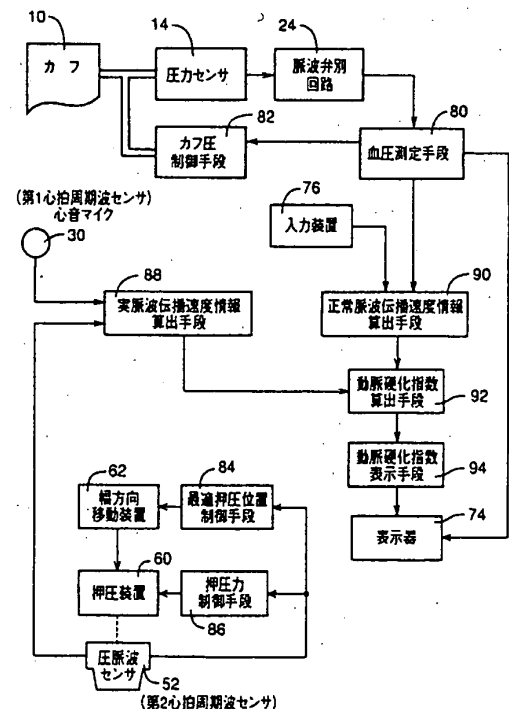 10
カフ
14
圧力センサ
24
脈波弁別
回路
82
カフ圧
制御手段
80
血圧測定手段
(第1心拍周期波センサ)
心音マイク
30
76
入力装置
88
実脈波伝播速度情報
算出手段
90
正常脈波伝播速度情報
算出手段
動脈硬化指数
算出手段
92
動脈硬化指数
表示手段
94
62
幅方向
移動装置
84
最適押圧位置
制御手段
74
表示器
60
押圧装置
押圧力
制御手段
86
圧脈波
センサ
52
(第2心拍周期波センサ)